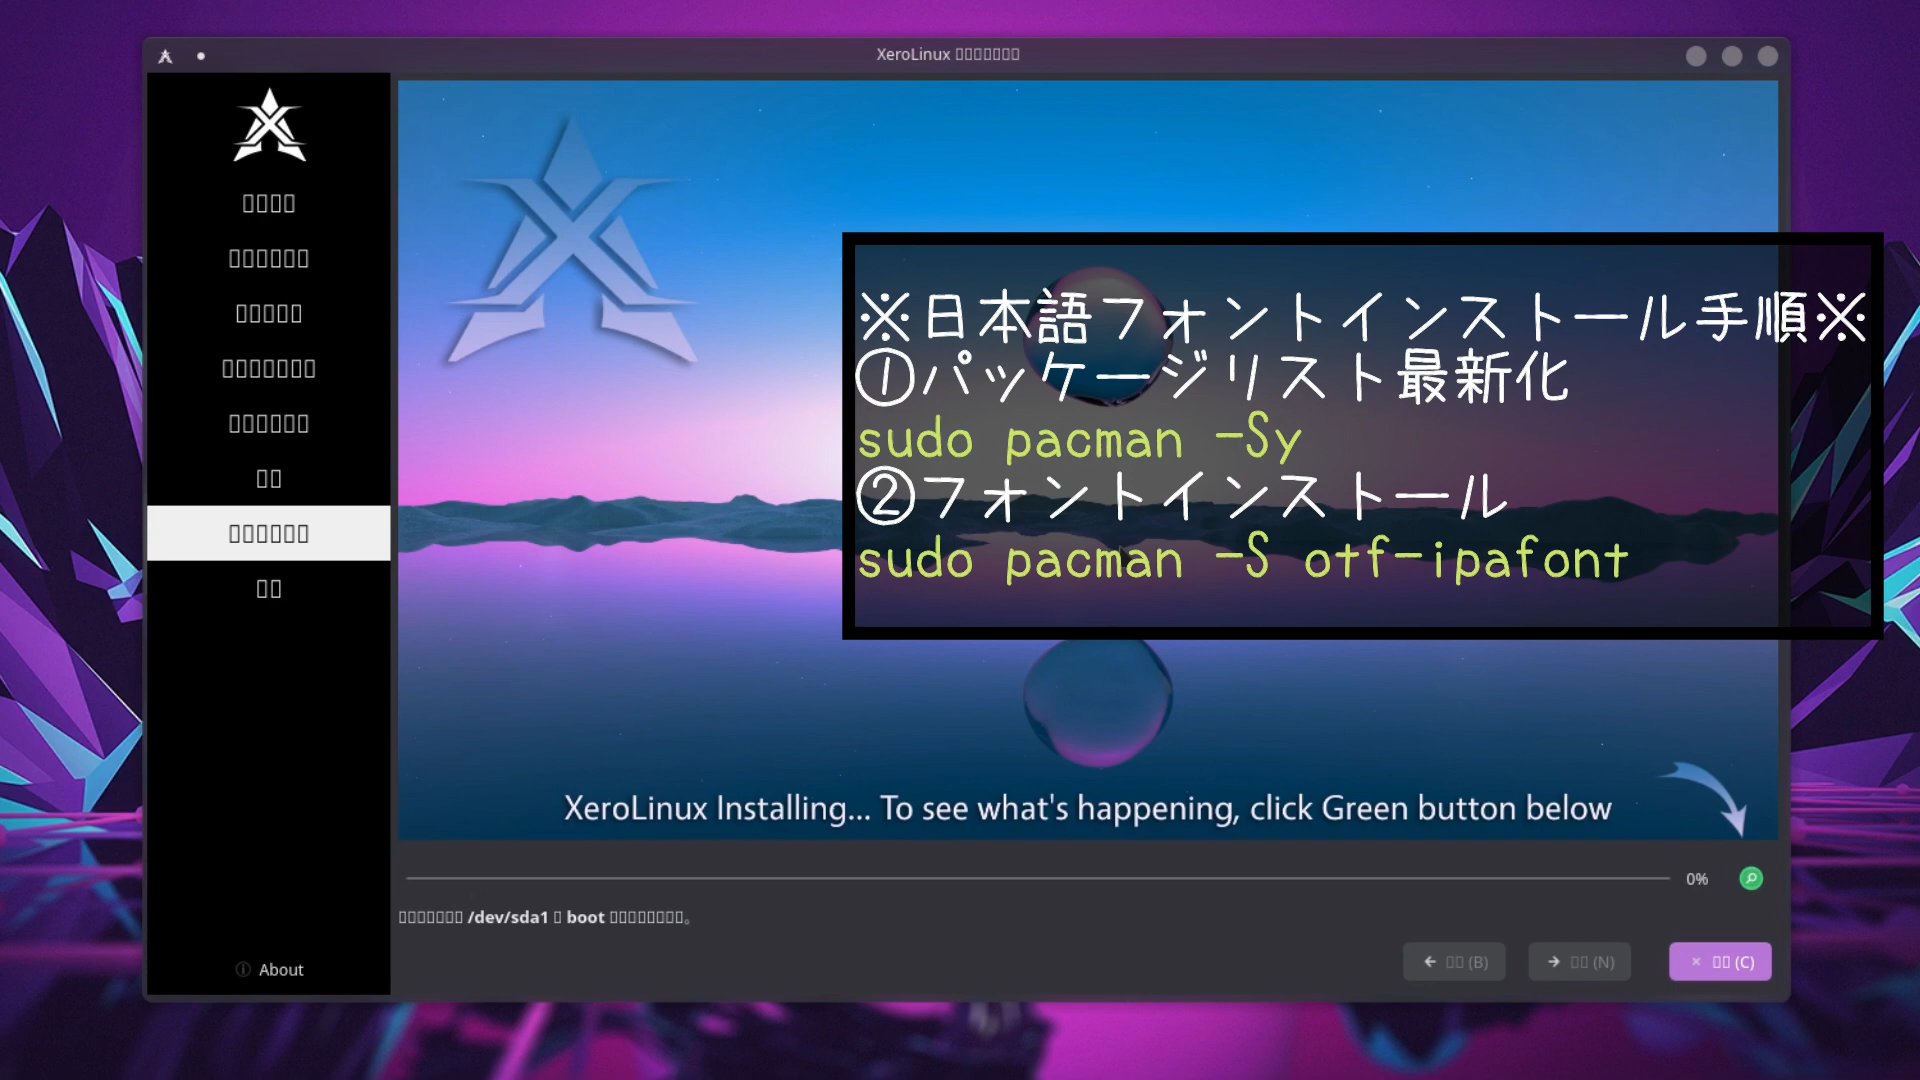 XeroLinux
※日本語フォントインストール手順※
①パッケージリスト最新化
sudo pacman -Sy
②フォントインストール
sudo pacman -S otf-ipafont
XeroLinux Installing... To see what's happening, click Green button below
0%
/dev/sda1 boot 。
About
(B)
(N)
(C)